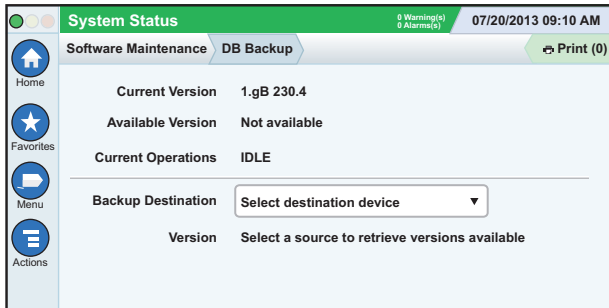 System Status
0 Warning(s)
0 Alarms(s)
07/20/2013 09:10 AM
Software Maintenance DB Backup
Print (0)
Home
Favorites
Menu
Actions
Current Version 1.gB 230.4
Available Version Not available
Current Operations IDLE
Backup Destination Select destination device
Version Select a source to retrieve versions available